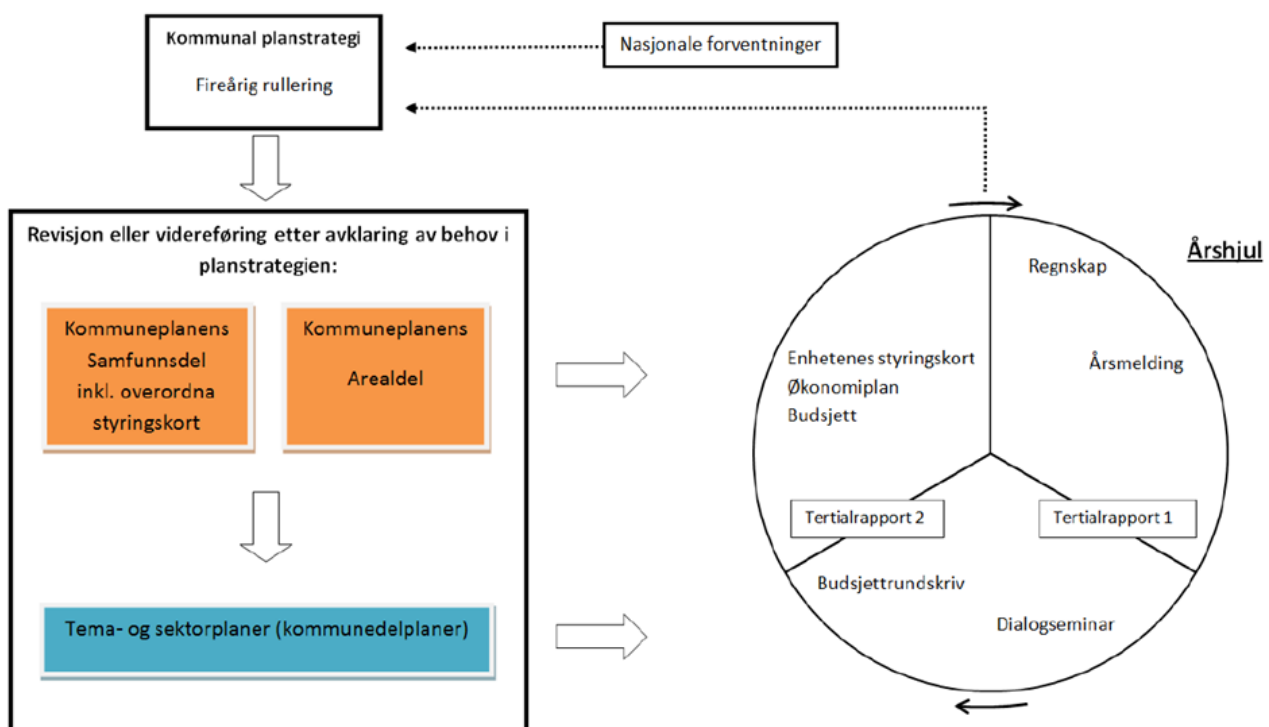 Kommunal planstrategi
Fireårig rullering
Nasjonale forventninger
Revisjon eller videreføring etter avklaring av behov i
planstrategien:
Kommuneplanens
Samfunnsdel
inkl. overordna
styringskort
Kommuneplanens
Arealdel
Tema- og sektorplaner (kommunedelplaner)
Årshjul
Regnskap
Årsmelding
Enhetenes styringskort
Økonomiplan
Budsjett
Tertialrapport 2
Tertialrapport 1
Budsjettrundskriv
Dialogseminar